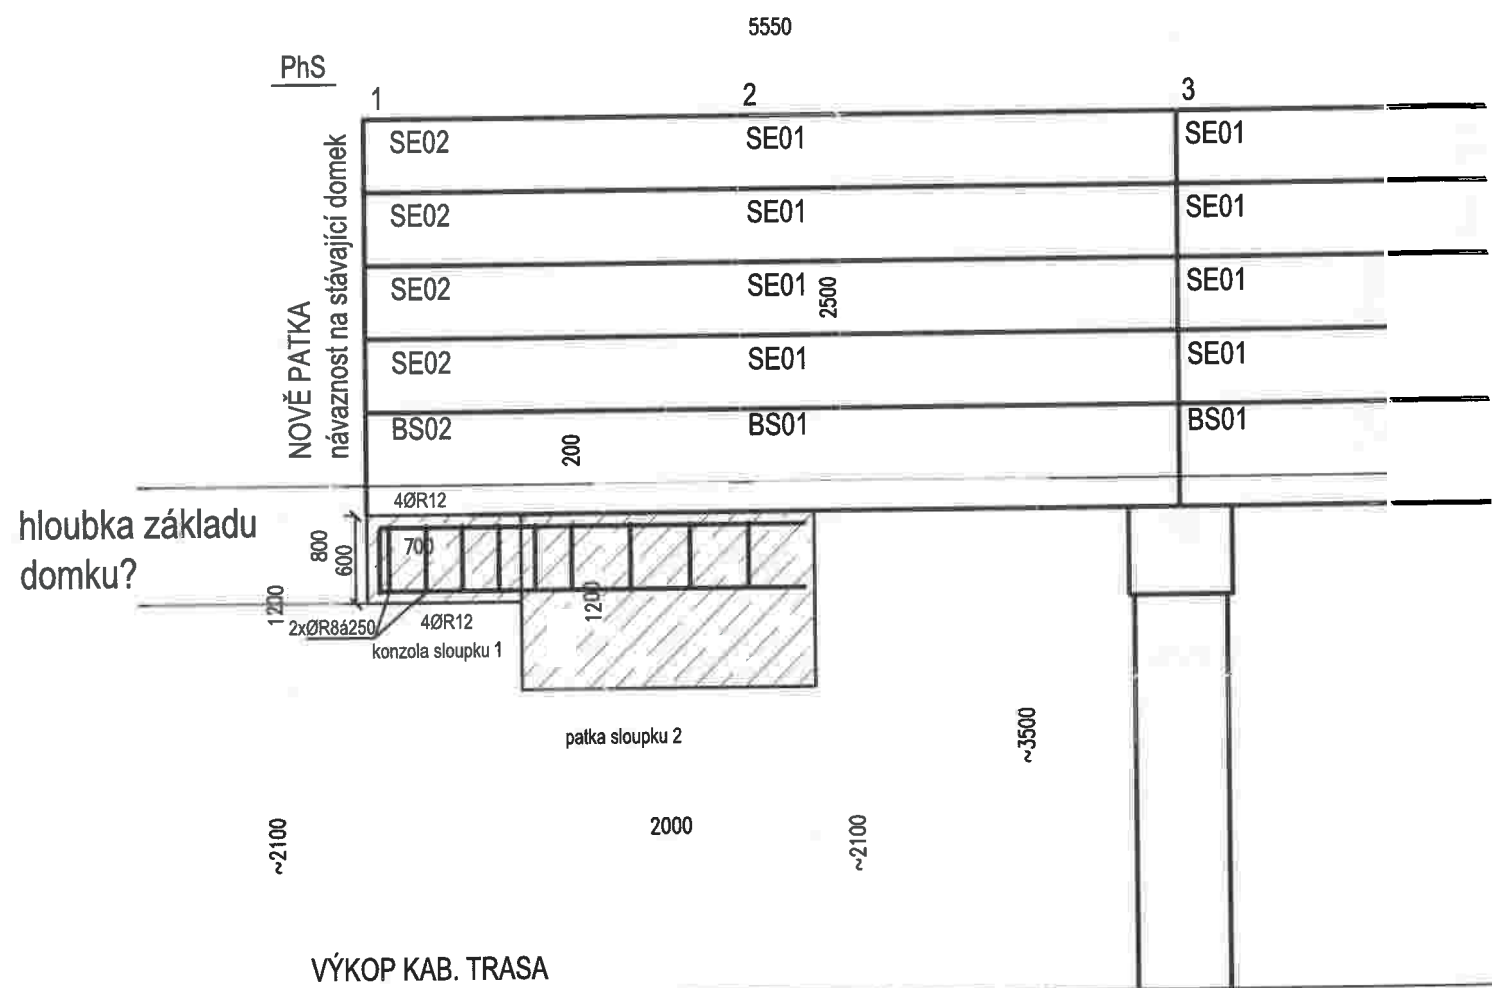 5550
PhS
1
2
3
SE02
SE01
SE01
SE02
SE01
SE01
SE02
SE01
SE01
2500
SE02
SE01
SE01
BS02
BS01
BS01
200
NOVĚ PATKA
návaznost na stávající domek
4ØR12
hloubka základu
domku?
800
600
700
1200
1200
2xØR8á250
4ØR12
konzola sloupku 1
patka sloupku 2
~3500
~2100
2000
~2100
VÝKOP KAB. TRASA